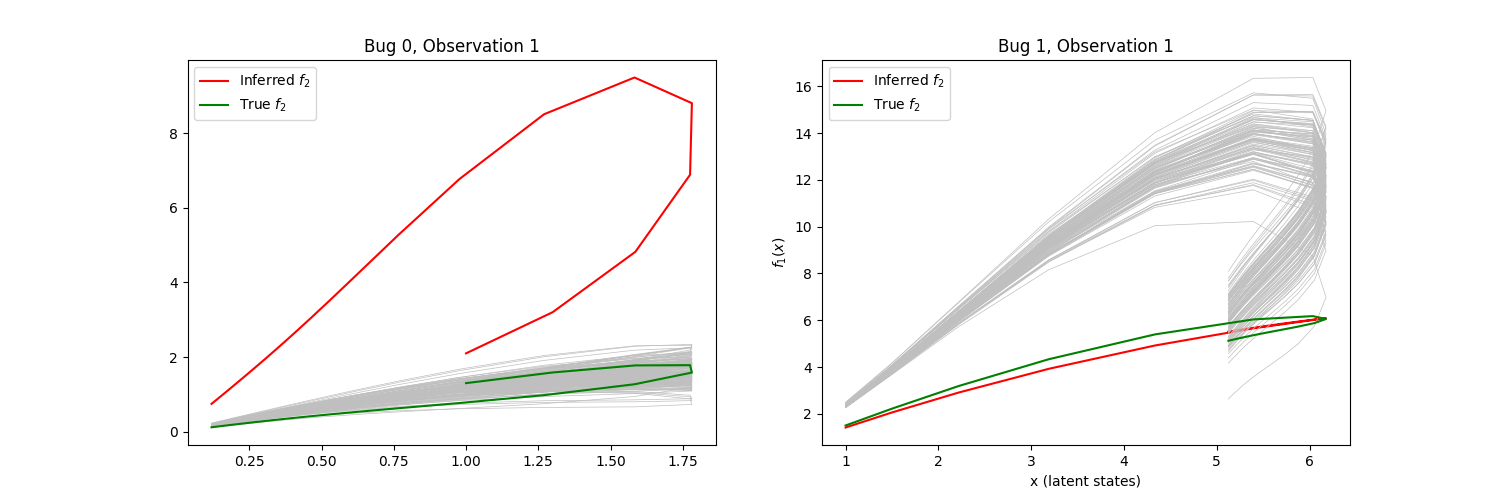 Bug 0, Observation 1
Inferred f₂
True f₂
8
6
4
2
0
0.25 0.50 0.75 1.00 1.25 1.50 1.75
Bug 1, Observation 1
Inferred f₂
True f₂
16
14
12
10
8
6
4
2
f₁(x)
1 2 3 4 5 6
x (latent states)